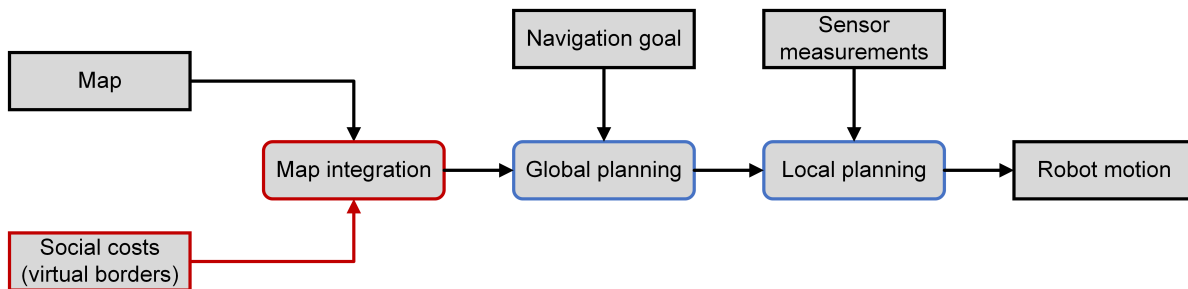 Navigation goal
Sensor
measurements
Map
Map integration
Global planning
Local planning
Robot motion
Social costs
(virtual borders)